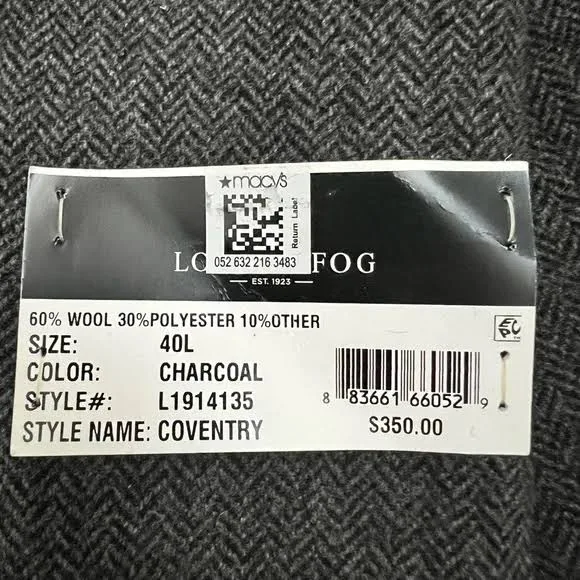 ★macy's
Return Label
052 632 216 3483
LO FOG
EST. 1923
60% WOOL 30%POLYESTER 10%OTHER
SIZE: 40L
COLOR: CHARCOAL
STYLE#: L1914135
STYLE NAME: COVENTRY
8 83661 66052 9
$350.00